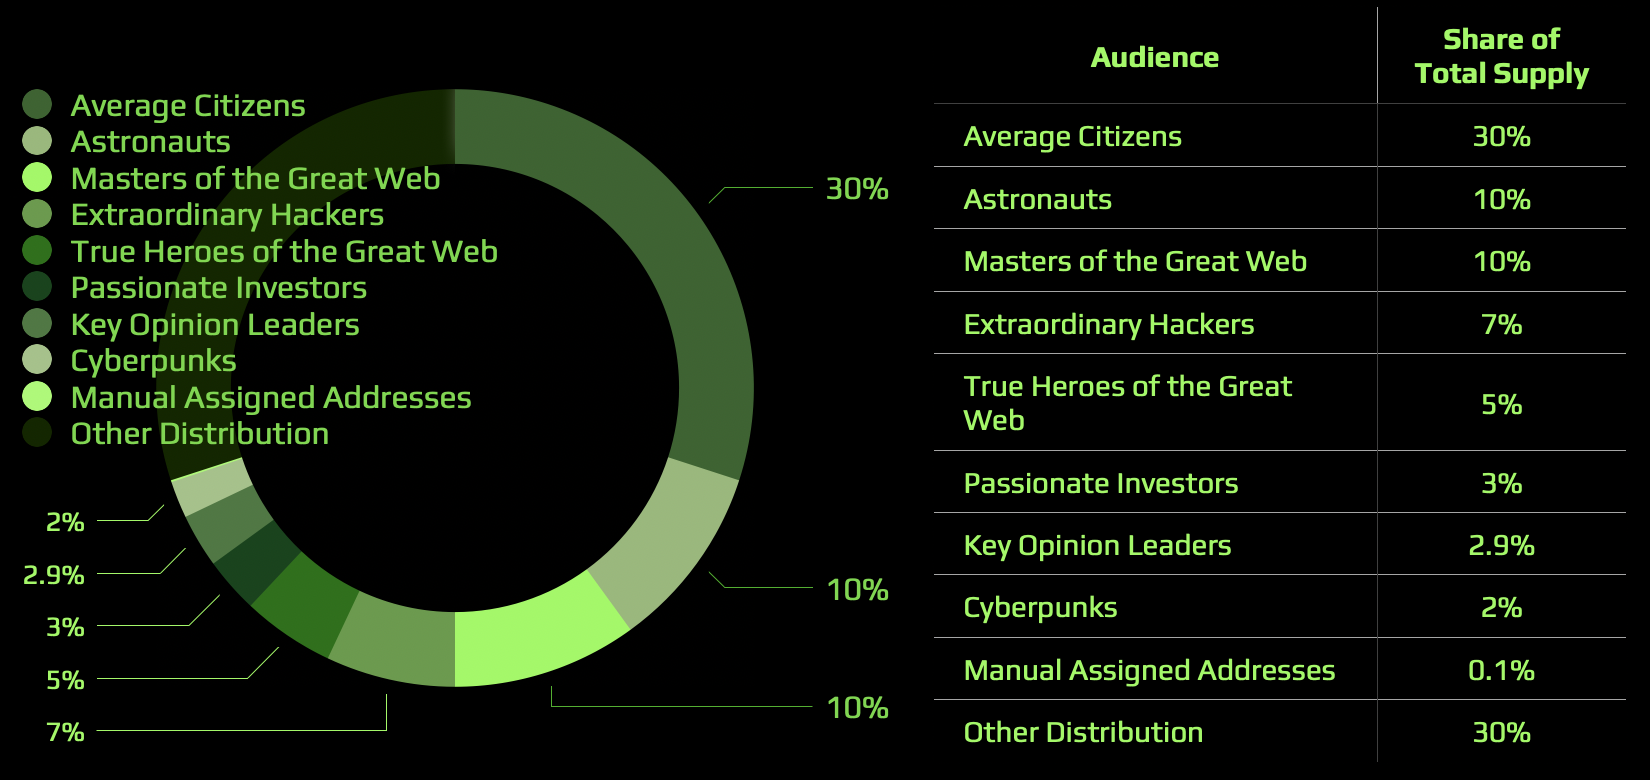 Average Citizens
Astronauts
Masters of the Great Web
Extraordinary Hackers
True Heroes of the Great Web
Passionate Investors
Key Opinion Leaders
Cyberpunks
Manual Assigned Addresses
Other Distribution
30%
10%
10%
2%
2.9%
3%
5%
7%
Audience
Share of
Total Supply
Average Citizens 30%
Astronauts 10%
Masters of the Great Web 10%
Extraordinary Hackers 7%
True Heroes of the Great
Web
5%
Passionate Investors 3%
Key Opinion Leaders 2.9%
Cyberpunks 2%
Manual Assigned Addresses 0.1%
Other Distribution 30%